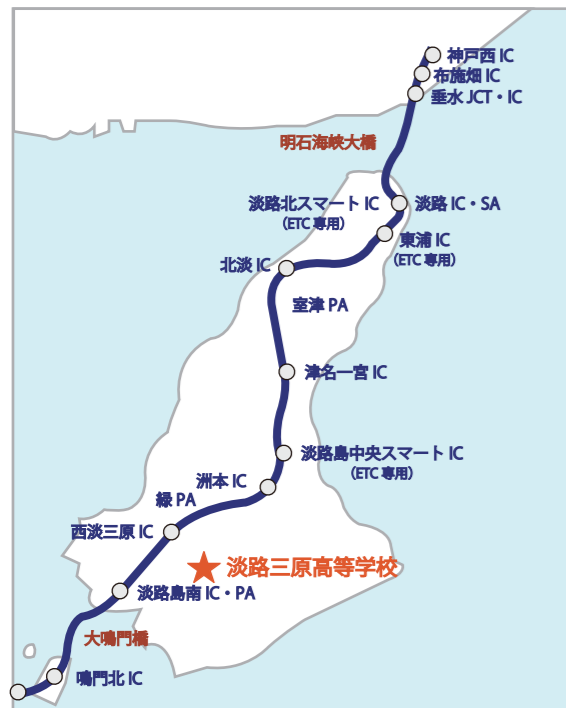 神戸西 IC
布施畑 IC
垂水 JCT・IC
明石海峡大橋
淡路北スマート IC
（ETC 専用）
淡路 IC・SA
東浦 IC
（ETC 専用）
北淡 IC
室津 PA
津名一宮 IC
淡路島中央スマート IC
（ETC 専用）
洲本 IC
緑 PA
西淡三原 IC
淡路三原高等学校
淡路島南 IC・PA
大鳴門橋
鳴門北 IC